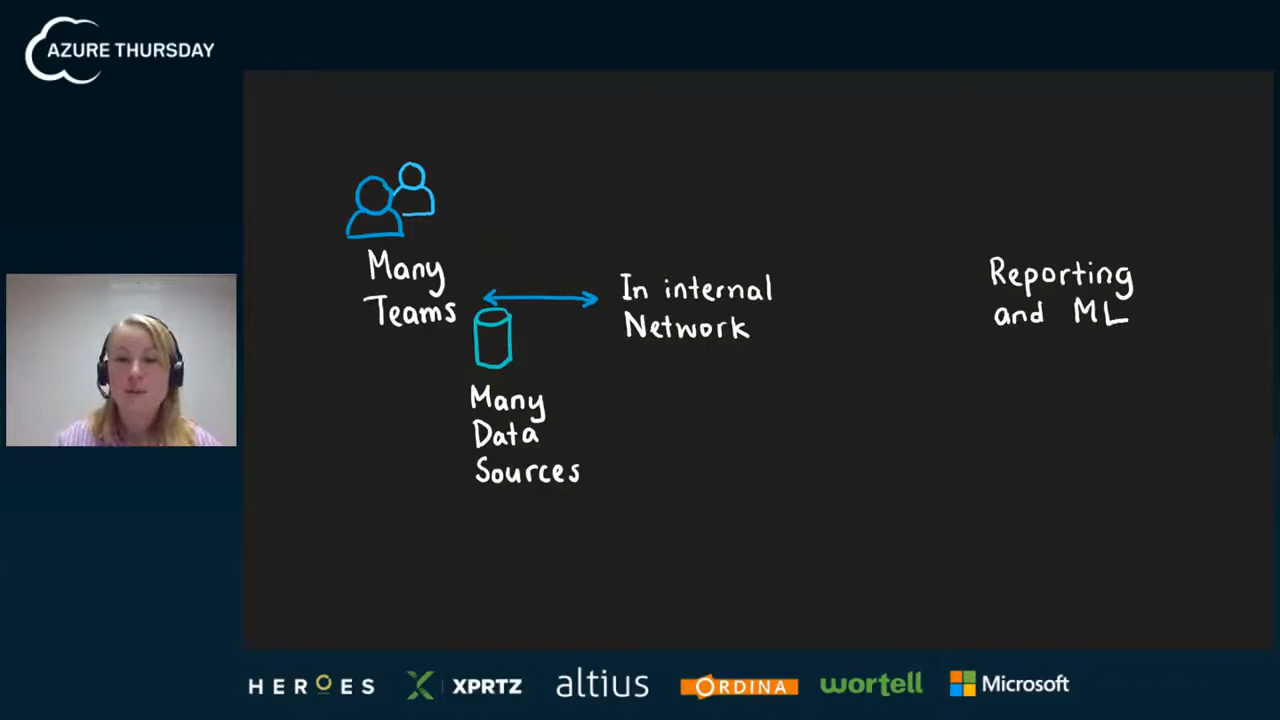 AZURE THURSDAY
Many
Teams
In internal
Network
Reporting
and ML
Many
Data
Sources
HEROES
XPRTZ
altius
ORDINA
wortell
Microsoft